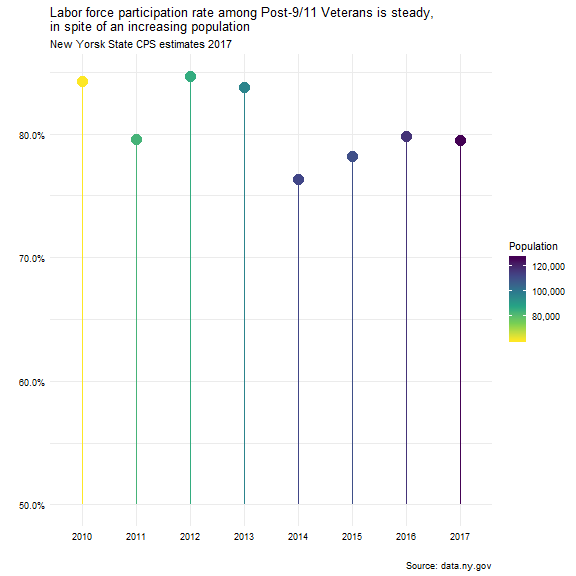 Labor force participation rate among Post-9/11 Veterans is steady,
in spite of an increasing population
New Yorsk State CPS estimates 2017
80.0%
70.0%
60.0%
50.0%
2010 2011 2012 2013 2014 2015 2016 2017
Population
120,000
100,000
80,000
Source: data.ny.gov